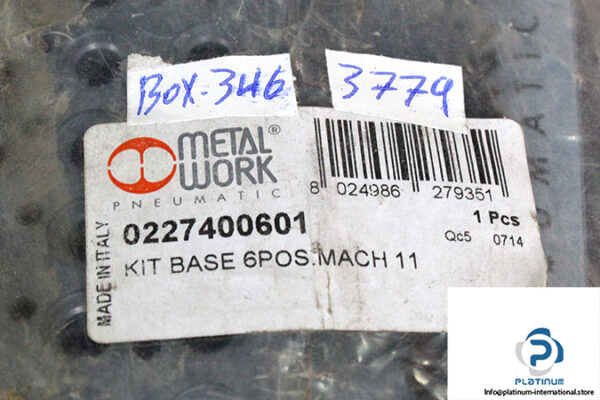 BOX-346
3779
METAL
WORK®
PNEUMATIC
8 024986 279351
0227400601
1 Pcs
Qc5 0714
KIT BASE 6POS.MACH 11
MADE IN ITALY
PLATINUM
Info@platinum-international.store